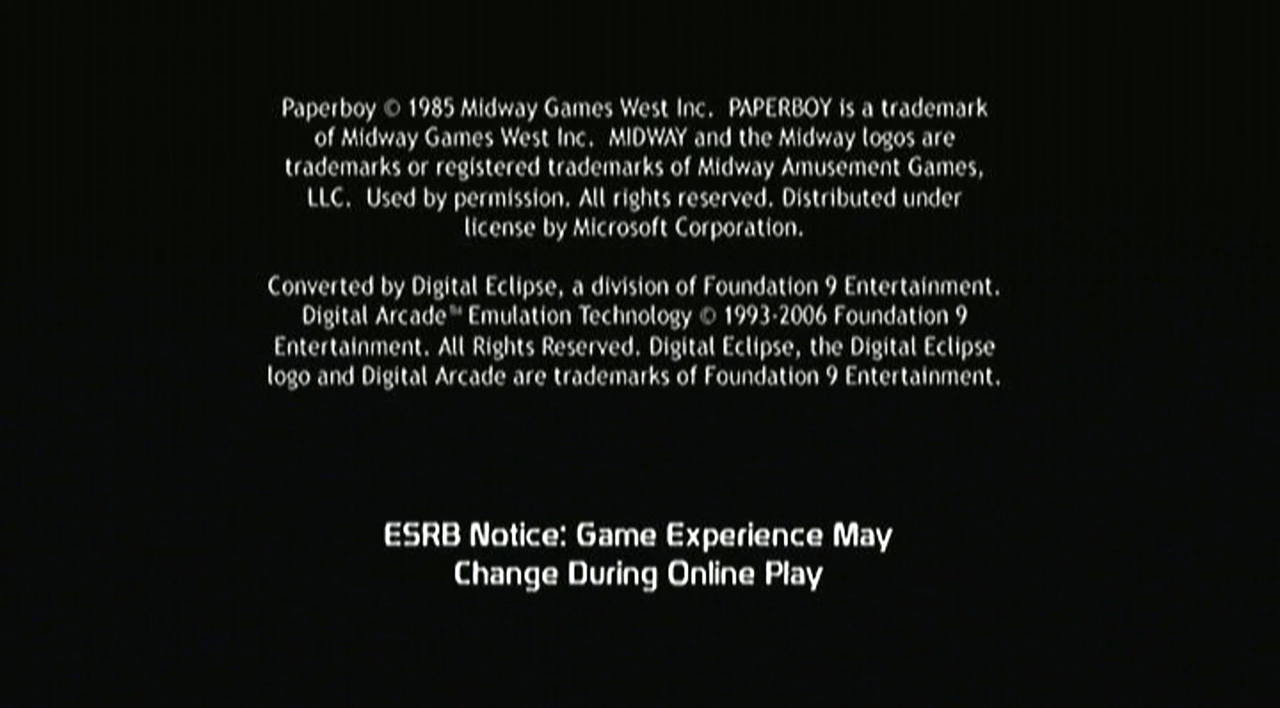 Paperboy © 1985 Midway Games West Inc.  PAPERBOY is a trademark
of Midway Games West Inc.  MIDWAY and the Midway logos are
trademarks or registered trademarks of Midway Amusement Games,
LLC.  Used by permission. All rights reserved. Distributed under
license by Microsoft Corporation.
Converted by Digital Eclipse, a division of Foundation 9 Entertainment.
Digital Arcade™ Emulation Technology © 1993-2006 Foundation 9
Entertainment. All Rights Reserved. Digital Eclipse, the Digital Eclipse
logo and Digital Arcade are trademarks of Foundation 9 Entertainment.
ESRB Notice: Game Experience May
Change During Online Play